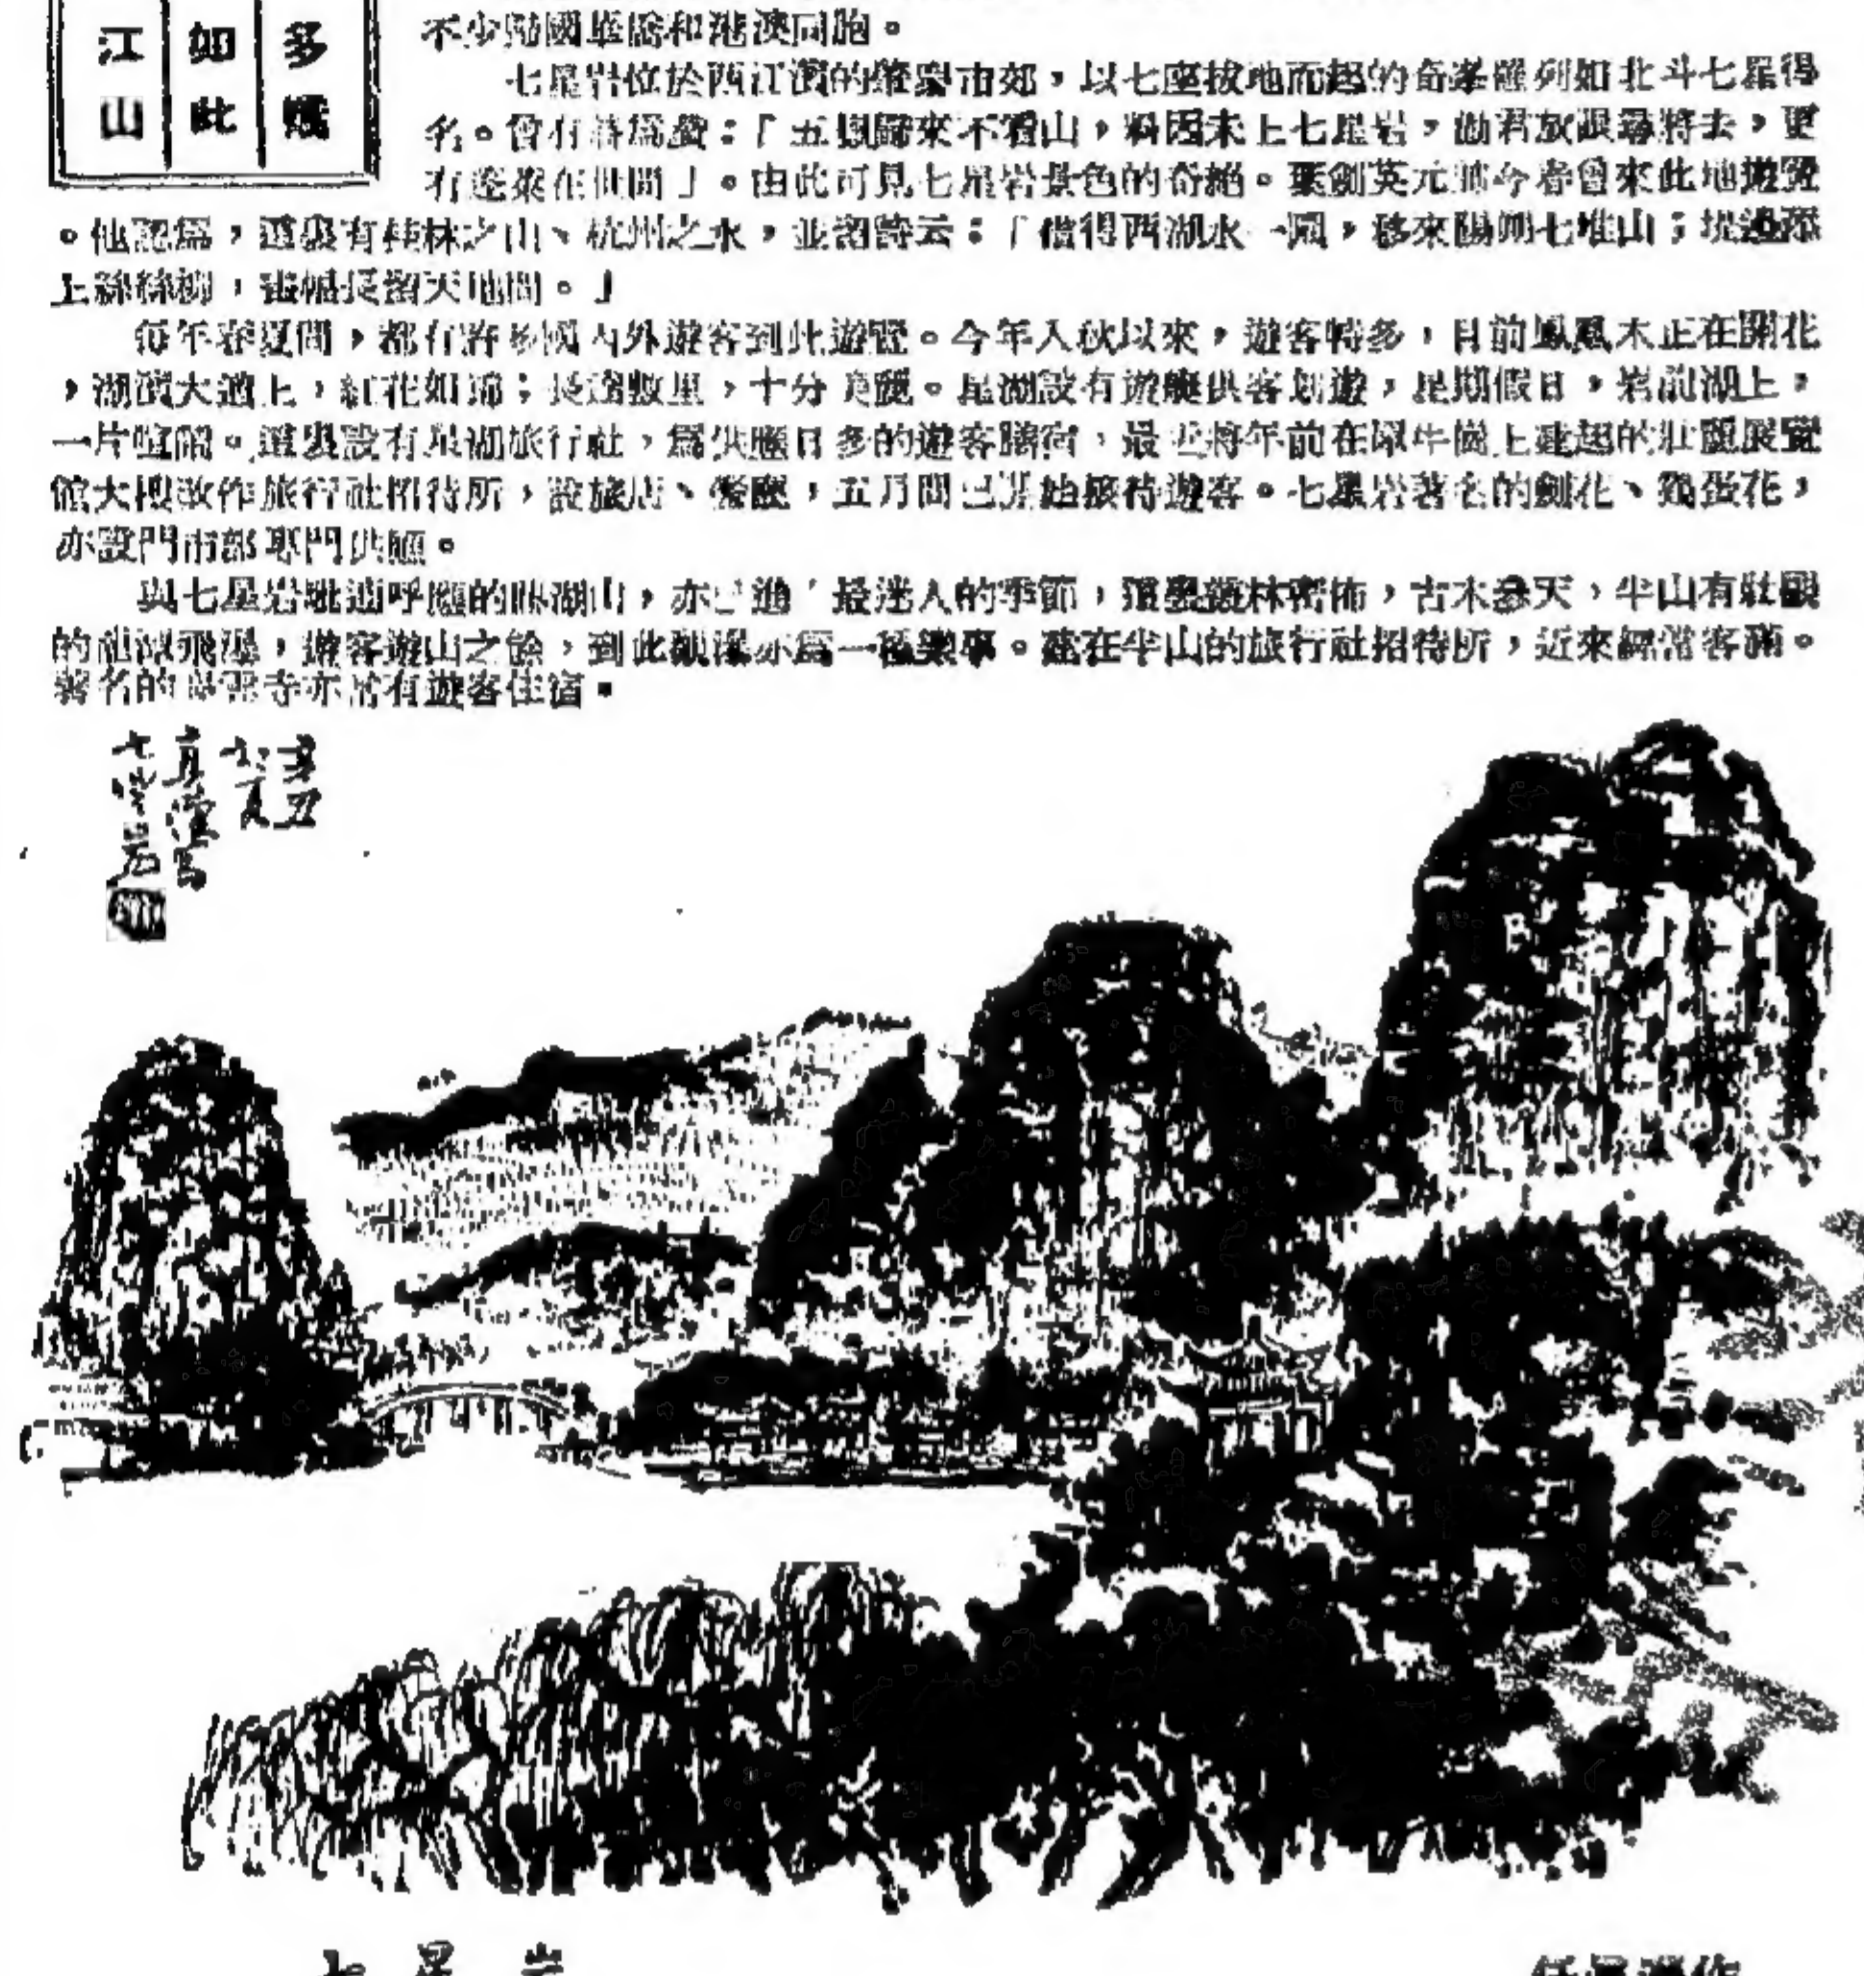 江山
如此
多嬌
不少歸國華僑和港澳同胞。
七星岩位於西江濱的肇慶市郊，以七座拔地而起的奇峯羅列如北斗七星得
名。曾有詩爲證：「五嶽歸來不看山，料因未上七星岩，勸君放眼尋將去，更
有蓬萊在世間」。由此可見七星岩景色的奇絕。葉劍英元帥今春曾來此地遊覽
。他認爲，這裏有桂林之山、杭州之水，並留詩云：「借得西湖水一圜，移來陽朔七堆山；堤邊添
上絲絲柳，畫幅長留天地間。」
每年春夏間，都有許多國內外遊客到此遊覽。今年入秋以來，遊客特多，目前鳳凰木正在開花
，湖濱大道上，紅花如錦；長達數里，十分美麗。星湖設有遊艇供客划遊，星期假日，岩前湖上，
一片喧鬧。這裏設有星湖旅行社，爲供應日多的遊客膳宿，最近將年前在臥牛崗上建起的壯麗展覽
館大樓改作旅行社招待所，設旅店、餐廳，五月間已開始接待遊客。七星岩著名的劍花、鷄蛋花，
亦設門市部專門供應。
與七星岩毗連呼應的鼎湖山，亦已進 最迷人的季節，這裏叢林密佈，古木參天，半山有壯觀
的龍潭飛瀑，遊客遊山之餘，到此觀瀑亦爲一種樂事。建在半山的旅行社招待所，近來經常客滿。
著名的慶雲寺亦常有遊客住宿。
辛丑
七星岩
七星岩
作